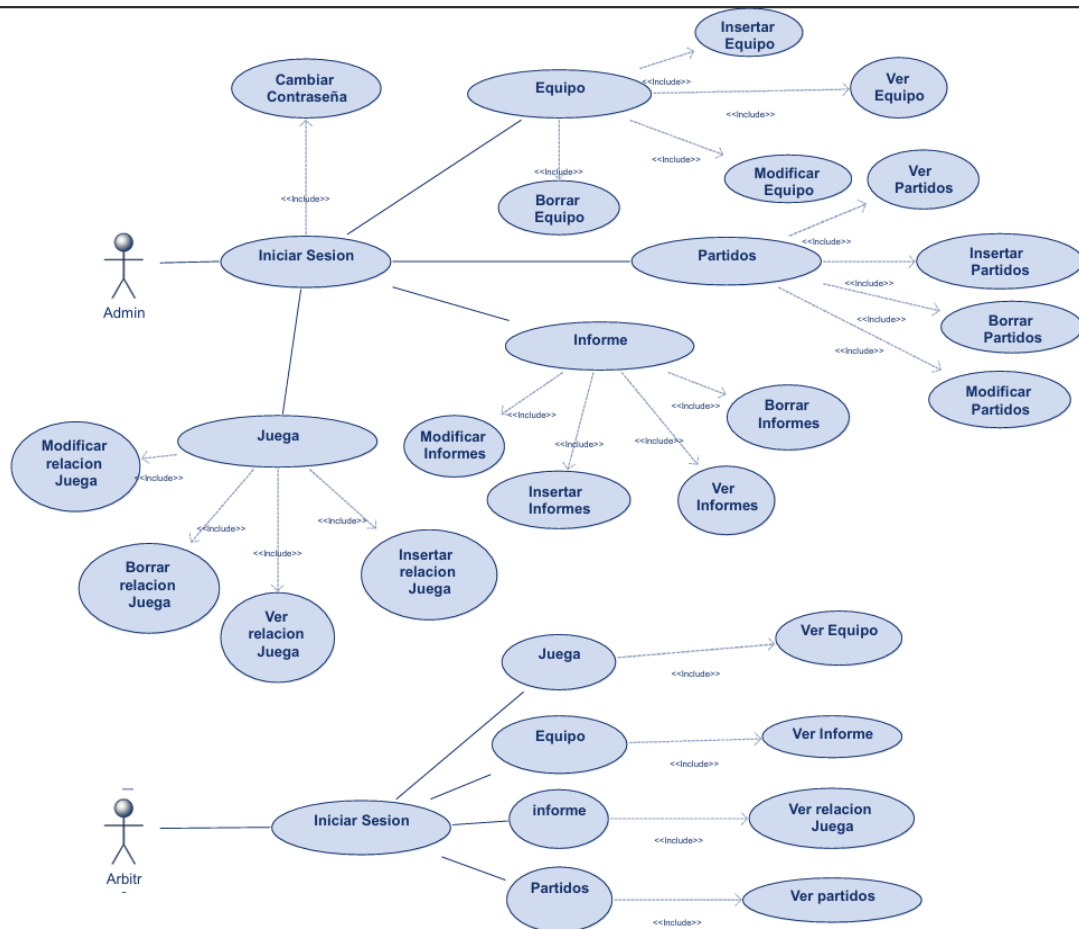 Insertar
Equipo
Cambiar
Contraseña
Equipo
<<Include>>
Ver
Equipo
<<Include>>
<<Include>>
<<Include>>
Modificar
Equipo
Ver
Partidos
Borrar
Equipo
<<Include>>
Admin
Iniciar Sesion
Partidos
<<Include>>
<<Include>>
Insertar
Partidos
<<Include>>
<<Include>>
<<Include>>
Borrar
Partidos
Modificar
Partidos
Informe
<<Include>>
<<Include>>
<<Include>>
<<Include>>
Modificar
Informes
Insertar
Informes
Ver
Informes
Borrar
Informes
Juega
Modificar
relacion
Juega
<<Include>>
<<Include>>
<<Include>>
<<Include>>
Borrar
relacion
Juega
Ver
relacion
Juega
Insertar
relacion
Juega
Juega
<<Include>>
Ver Equipo
Equipo
<<Include>>
Ver Informe
Arbitr
Iniciar Sesion
informe
<<Include>>
Ver relacion
Juega
Partidos
<<Include>>
Ver partidos